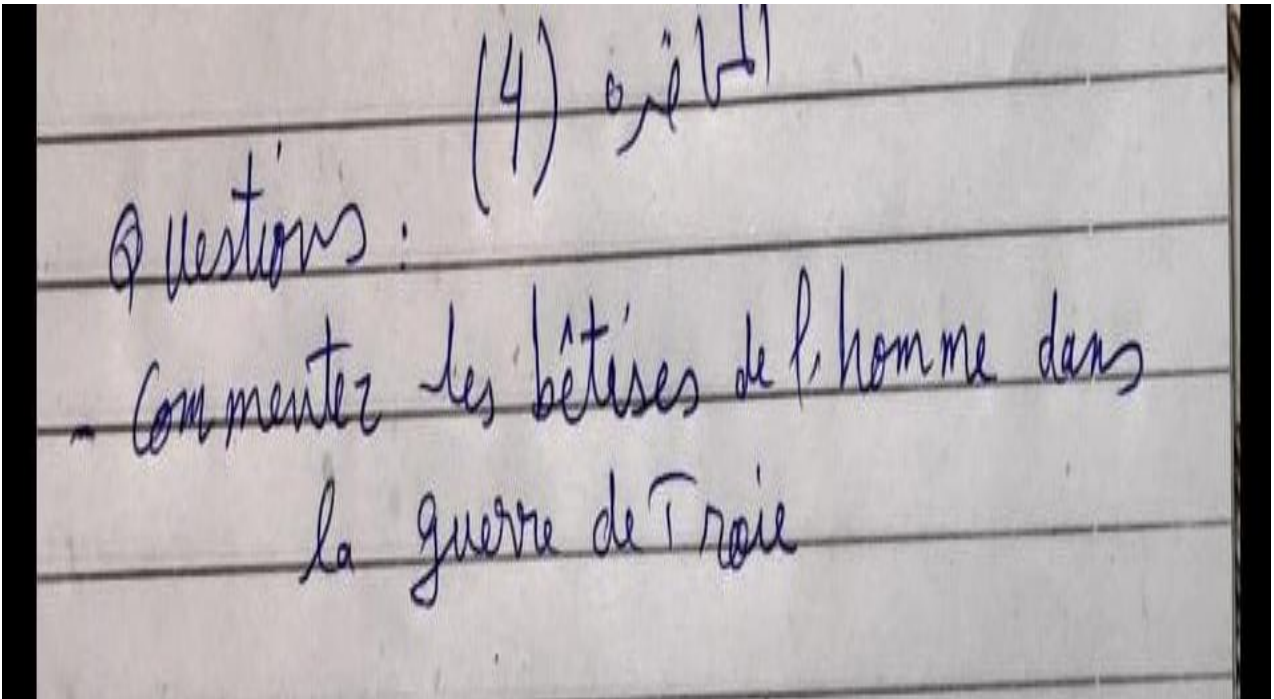 المحاضرة (4)
Questions :
- Commentez les bêtises de l'homme dans
la guerre de Troie